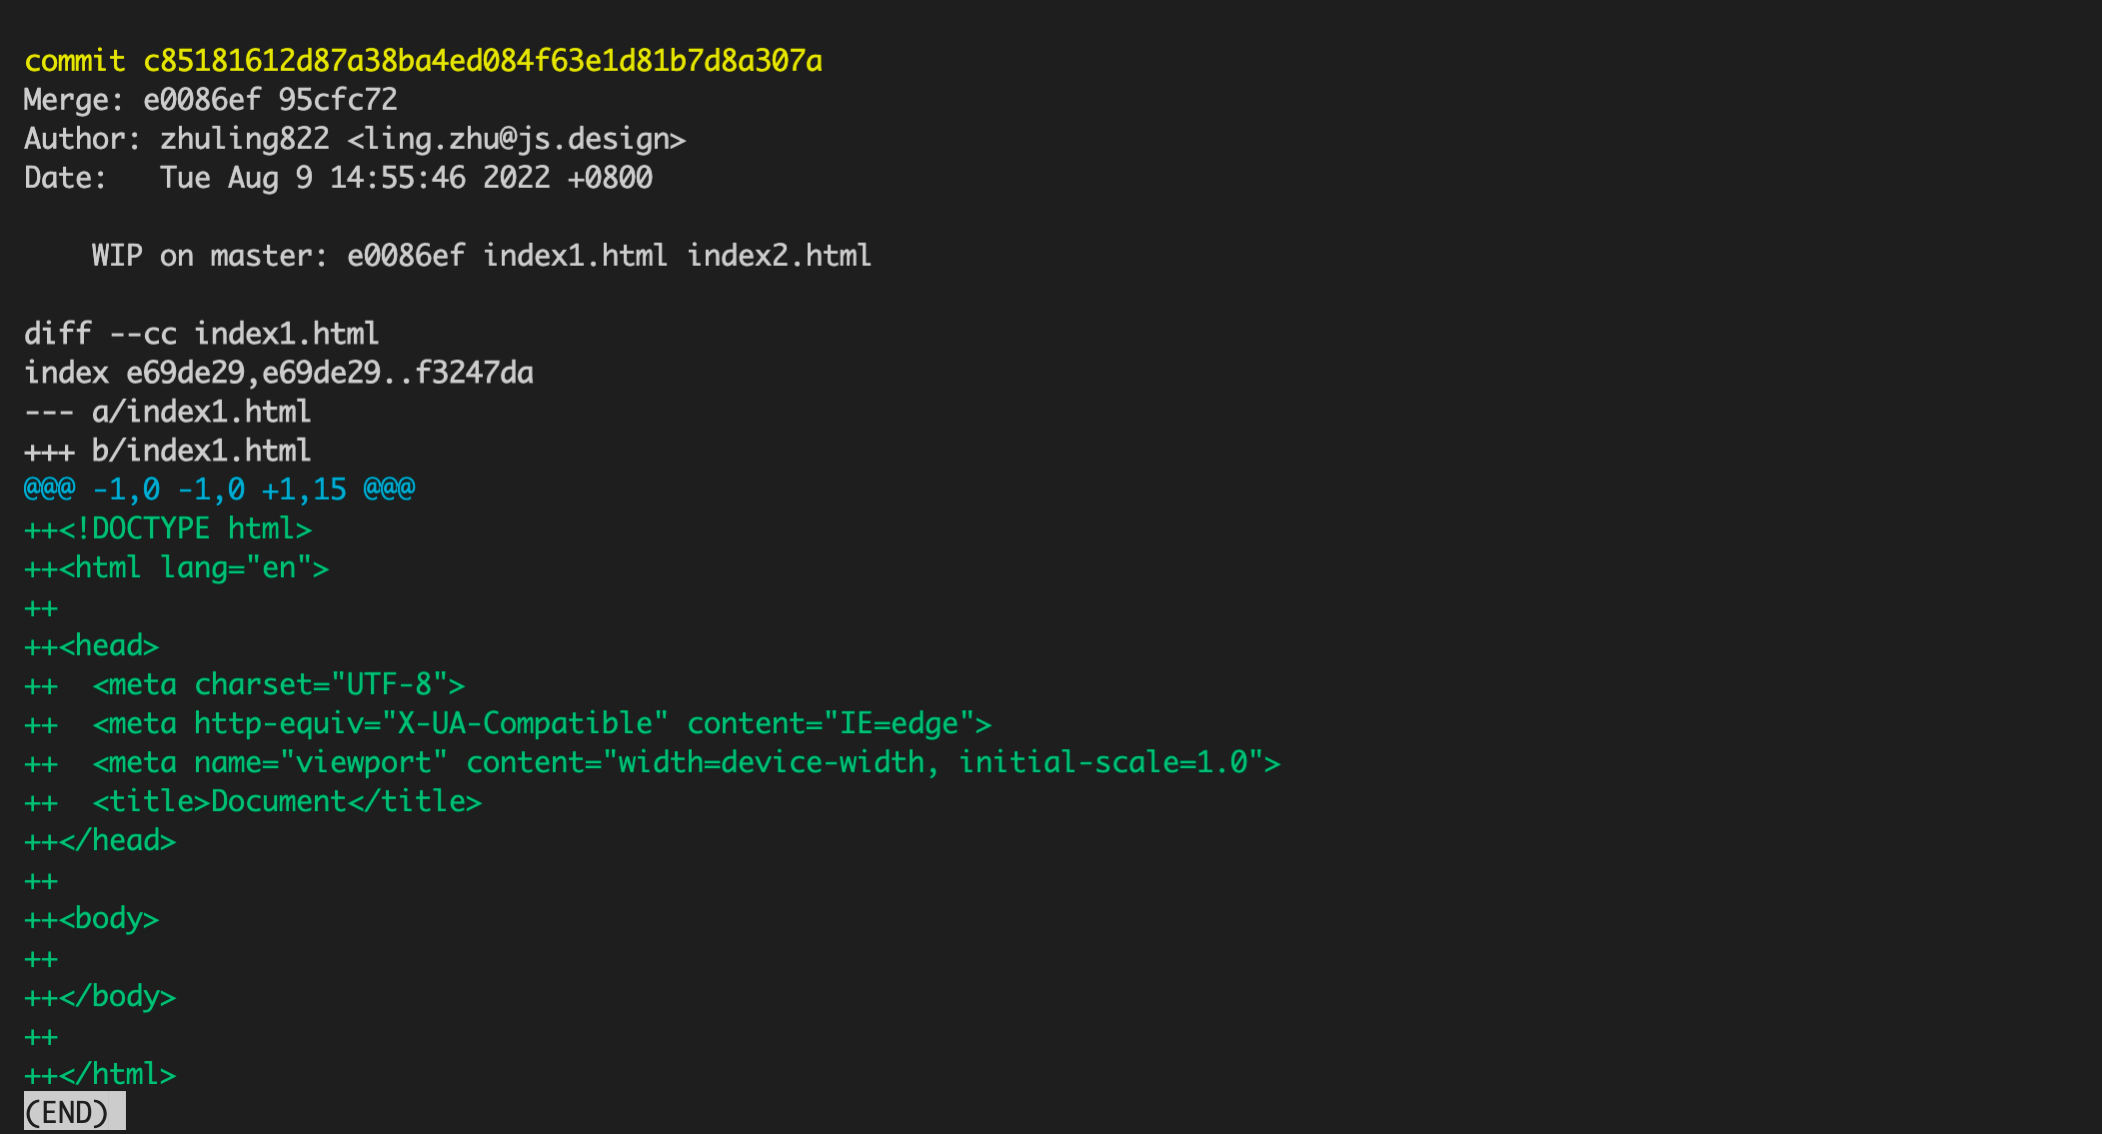 commit c85181612d87a38ba4ed084f63e1d81b7d8a307a
Merge: e0086ef 95cfc72
Author: zhuling822 <ling.zhu@js.design>
Date:   Tue Aug 9 14:55:46 2022 +0800

    WIP on master: e0086ef index1.html index2.html

diff --cc index1.html
index e69de29,e69de29..f3247da
--- a/index1.html
+++ b/index1.html
@@@ -1,0 -1,0 +1,15 @@@
++<!DOCTYPE html>
++<html lang="en">
++
++<head>
++  <meta charset="UTF-8">
++  <meta http-equiv="X-UA-Compatible" content="IE=edge">
++  <meta name="viewport" content="width=device-width, initial-scale=1.0">
++  <title>Document</title>
++</head>
++
++<body>
++
++</body>
++
++</html>
(END)